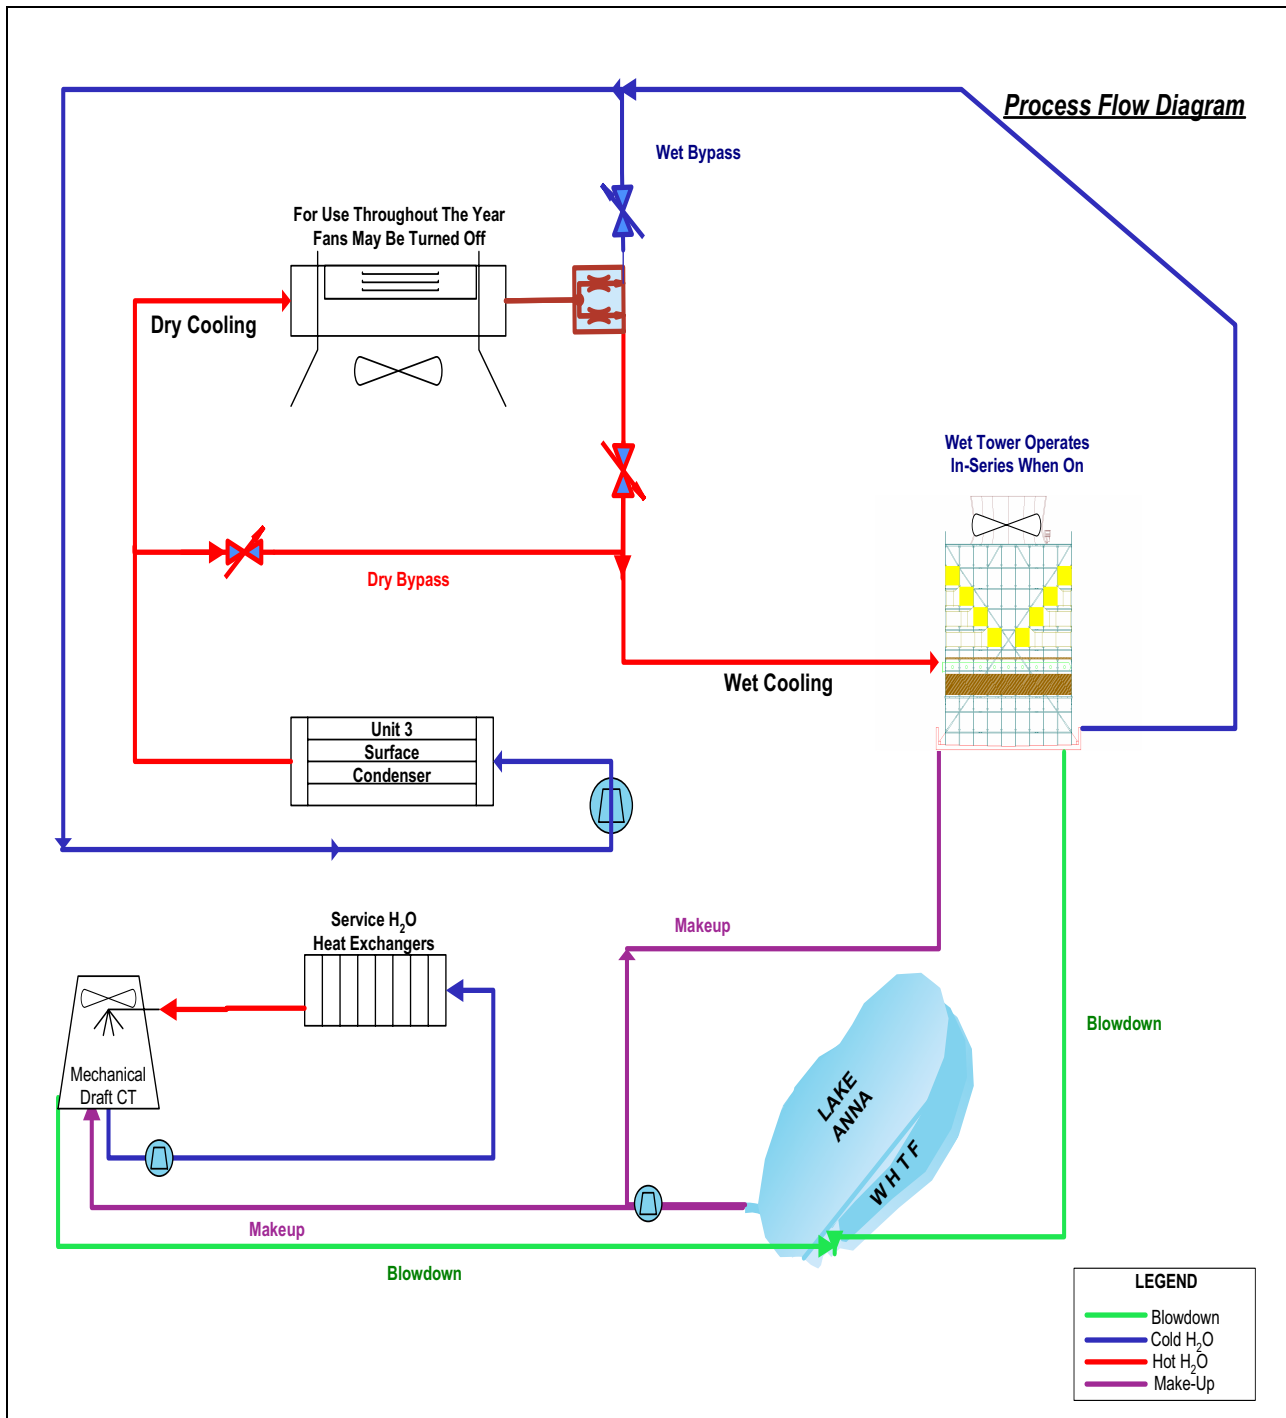 Process Flow Diagram
Wet Bypass
For Use Throughout The Year
Fans May Be Turned Off
Dry Cooling
Wet Tower Operates
In-Series When On
Dry Bypass
Wet Cooling
Unit 3
Surface
Condenser
Service H₂O
Heat Exchangers
Makeup
Mechanical
Draft CT
LAKE
ANNA
WHTF
Blowdown
Makeup
Blowdown
LEGEND
Blowdown
Cold H₂O
Hot H₂O
Make-Up